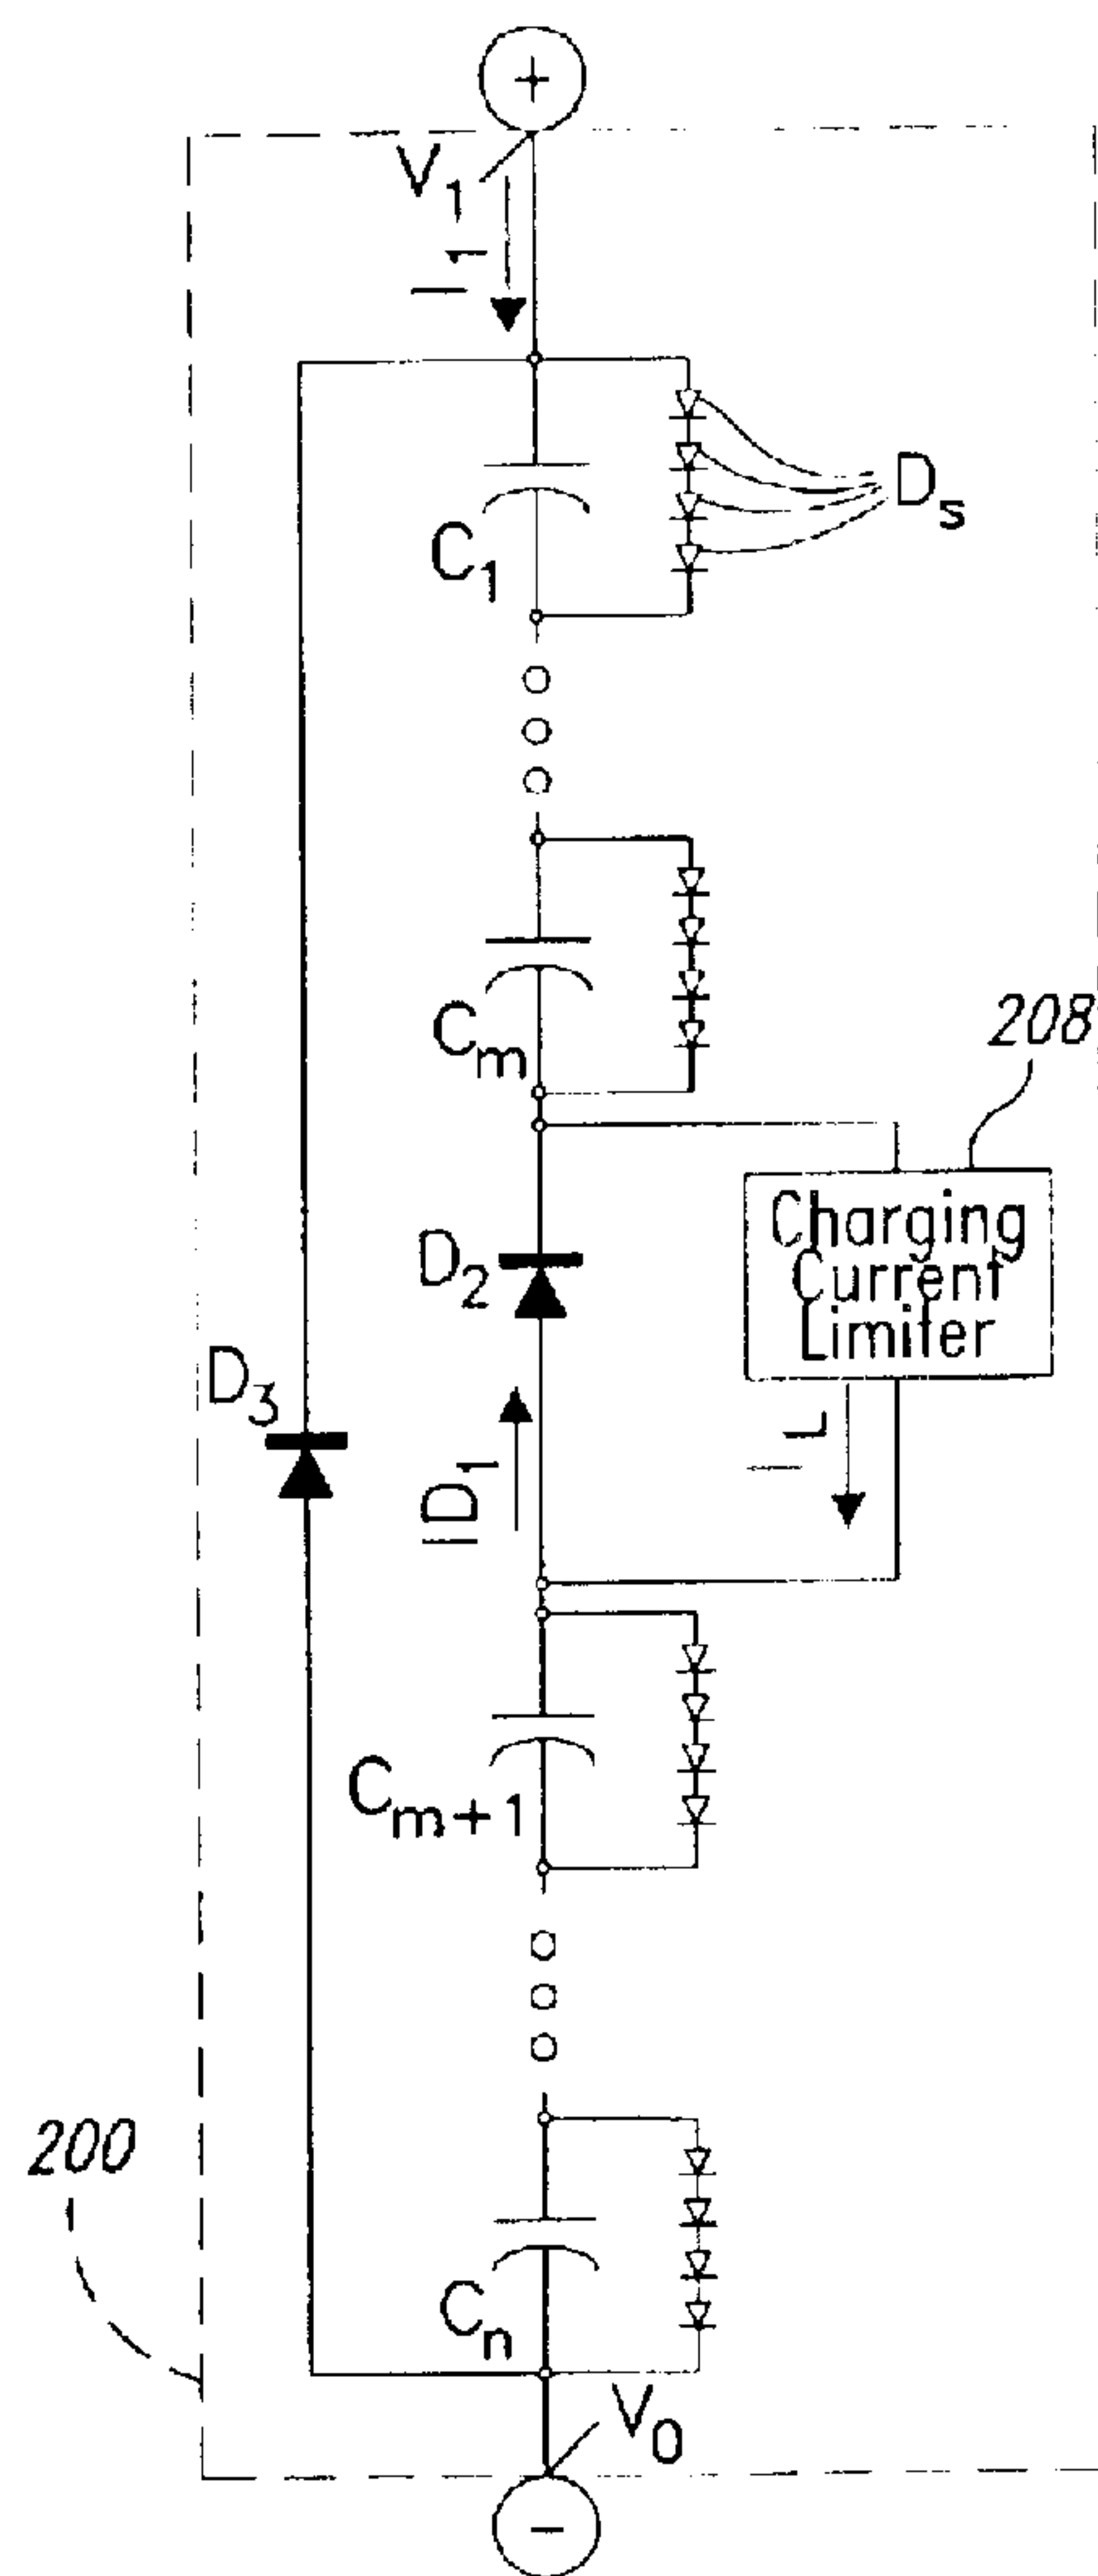 +
V1
I1
Ds
C1
Cm
208
Charging
Current
Limiter
D2
D3
ID1
IL
Cm+1
200
Cn
V0
-